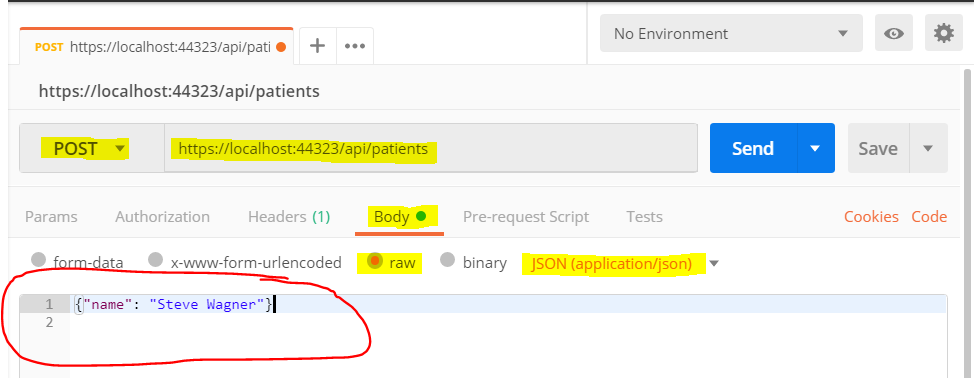 POST https://localhost:44323/api/pati
No Environment
https://localhost:44323/api/patients
POST https://localhost:44323/api/patients Send Save
Params Authorization Headers (1) Body Pre-request Script Tests Cookies Code
form-data x-www-form-urlencoded raw binary JSON (application/json)
1 {"name": "Steve Wagner"}
2